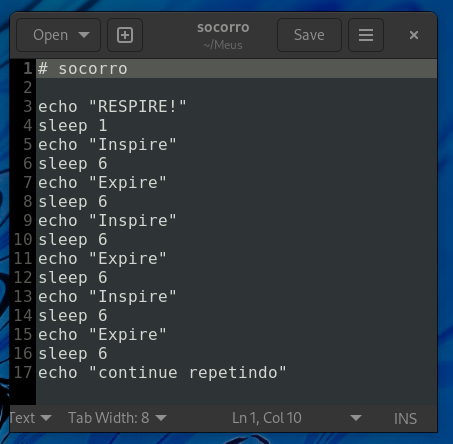 Open
socorro
~/Meus
Save
1 # socorro
2
3 echo "RESPIRE!"
4 sleep 1
5 echo "Inspire"
6 sleep 6
7 echo "Expire"
8 sleep 6
9 echo "Inspire"
10 sleep 6
11 echo "Expire"
12 sleep 6
13 echo "Inspire"
14 sleep 6
15 echo "Expire"
16 sleep 6
17 echo "continue repetindo"
Text Tab Width: 8 Ln 1, Col 10 INS